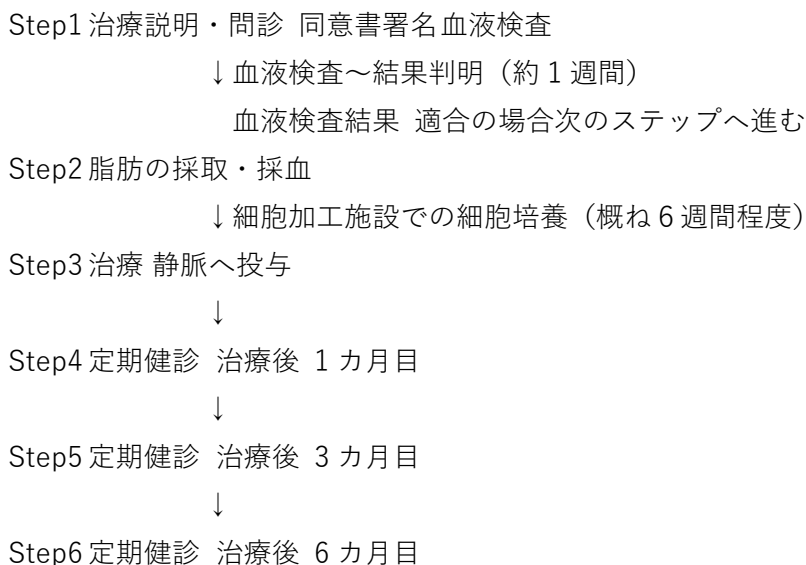 Step1 治療説明・問診 同意書署名血液検査
↓血液検査～結果判明（約１週間）
血液検査結果 適合の場合次のステップへ進む
Step2 脂肪の採取・採血
↓細胞加工施設での細胞培養（概ね６週間程度）
Step3 治療 静脈へ投与
↓
Step4 定期健診 治療後 1 カ月目
↓
Step5 定期健診 治療後 3 カ月目
↓
Step6 定期健診 治療後 6 カ月目